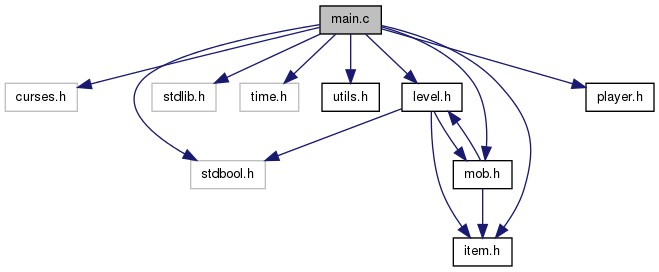 main.c
curses.h
stdlib.h
time.h
utils.h
level.h
player.h
stdbool.h
mob.h
item.h